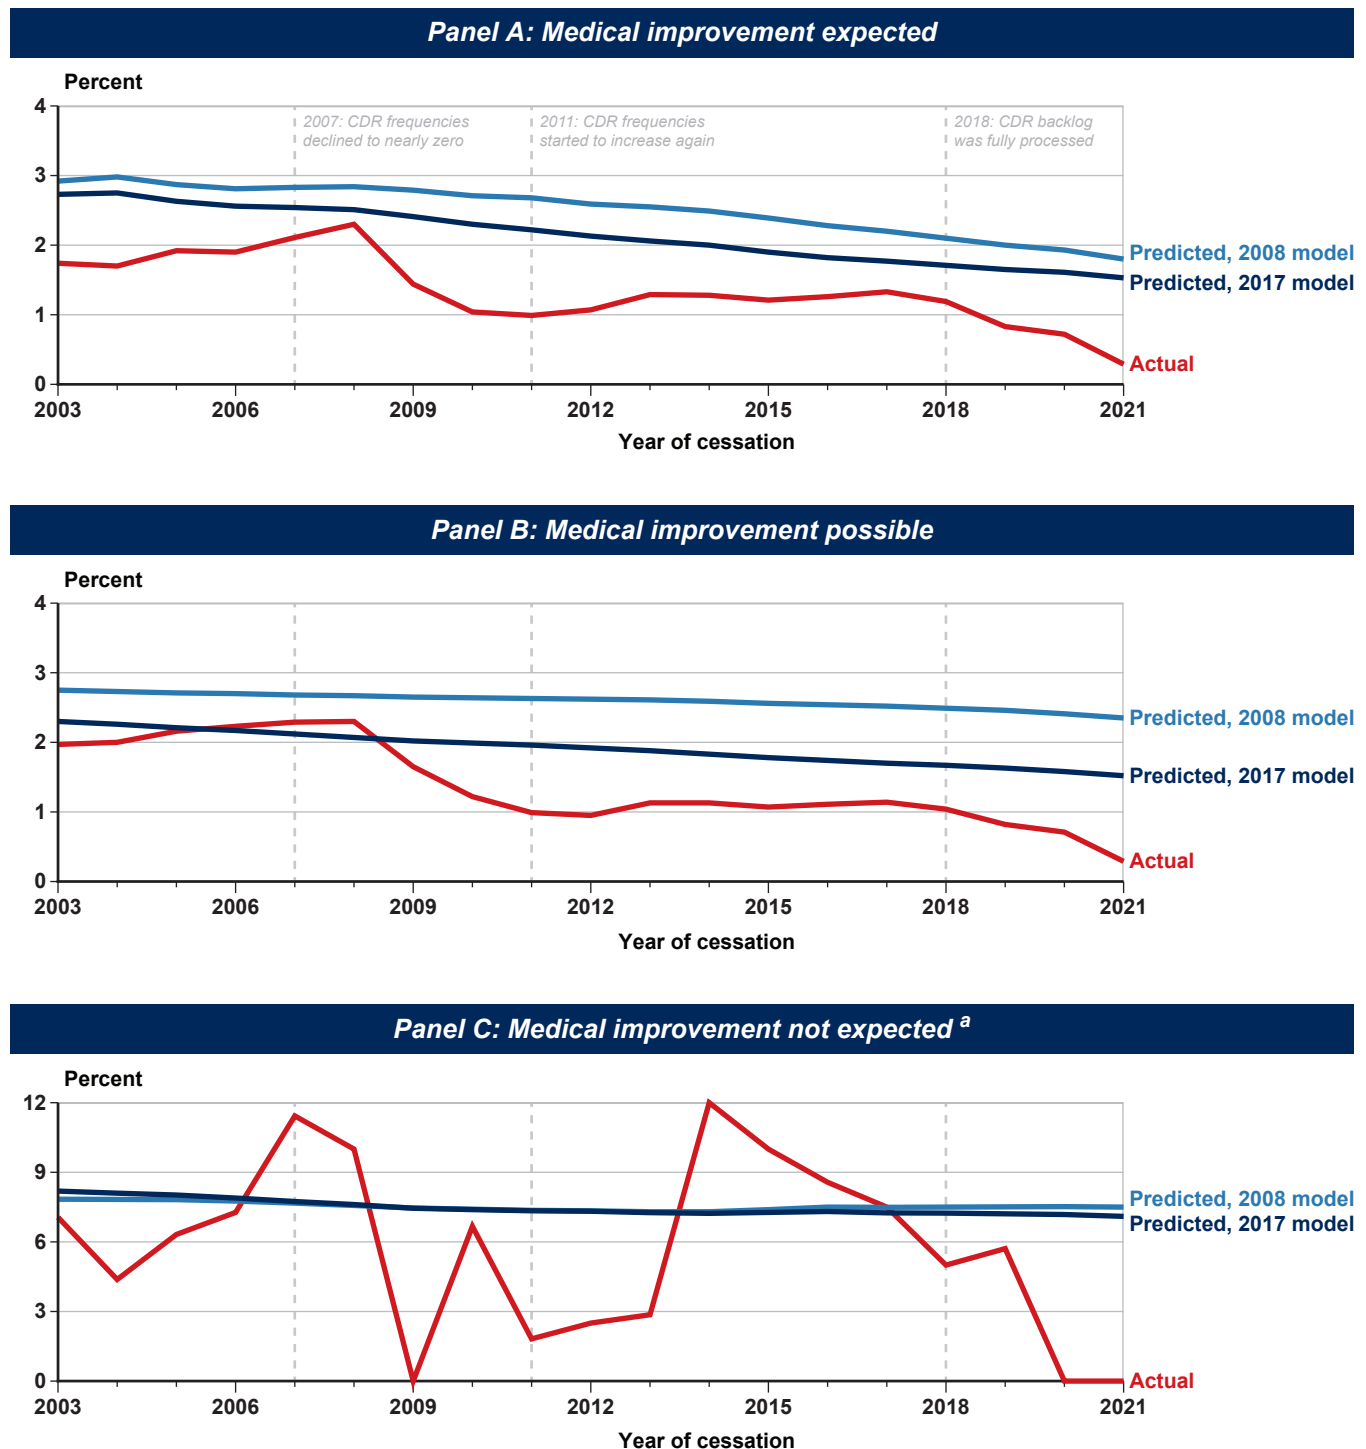 Panel A: Medical improvement expected
Percent
4
2007: CDR frequencies
declined to nearly zero
2011: CDR frequencies
started to increase again
2018: CDR backlog
was fully processed
3
2
Predicted, 2008 model
Predicted, 2017 model
1
Actual
0
2003 2006 2009 2012 2015 2018 2021
Year of cessation
Panel B: Medical improvement possible
Percent
4
3
Predicted, 2008 model
2
Predicted, 2017 model
1
Actual
0
2003 2006 2009 2012 2015 2018 2021
Year of cessation
Panel C: Medical improvement not expected a
Percent
12
9
Predicted, 2008 model
Predicted, 2017 model
6
3
0
Actual
2003 2006 2009 2012 2015 2018 2021
Year of cessation